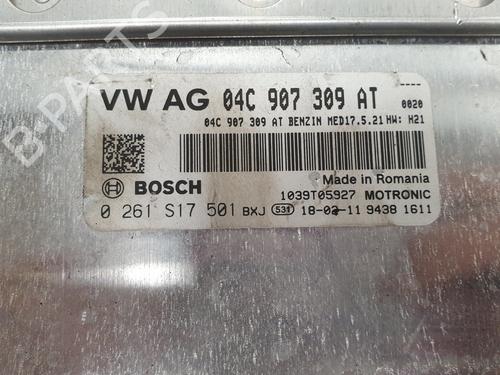 B-PARTS
VW AG 04C 907 309 AT 0020
04C 907 309 AT BENZIN MED17.5.21 HW: H21
BOSCH
Made in Romania
1039T05927 MOTRONIC
0 261 S17 501 BXJ 531 18-02-11 9438 1611